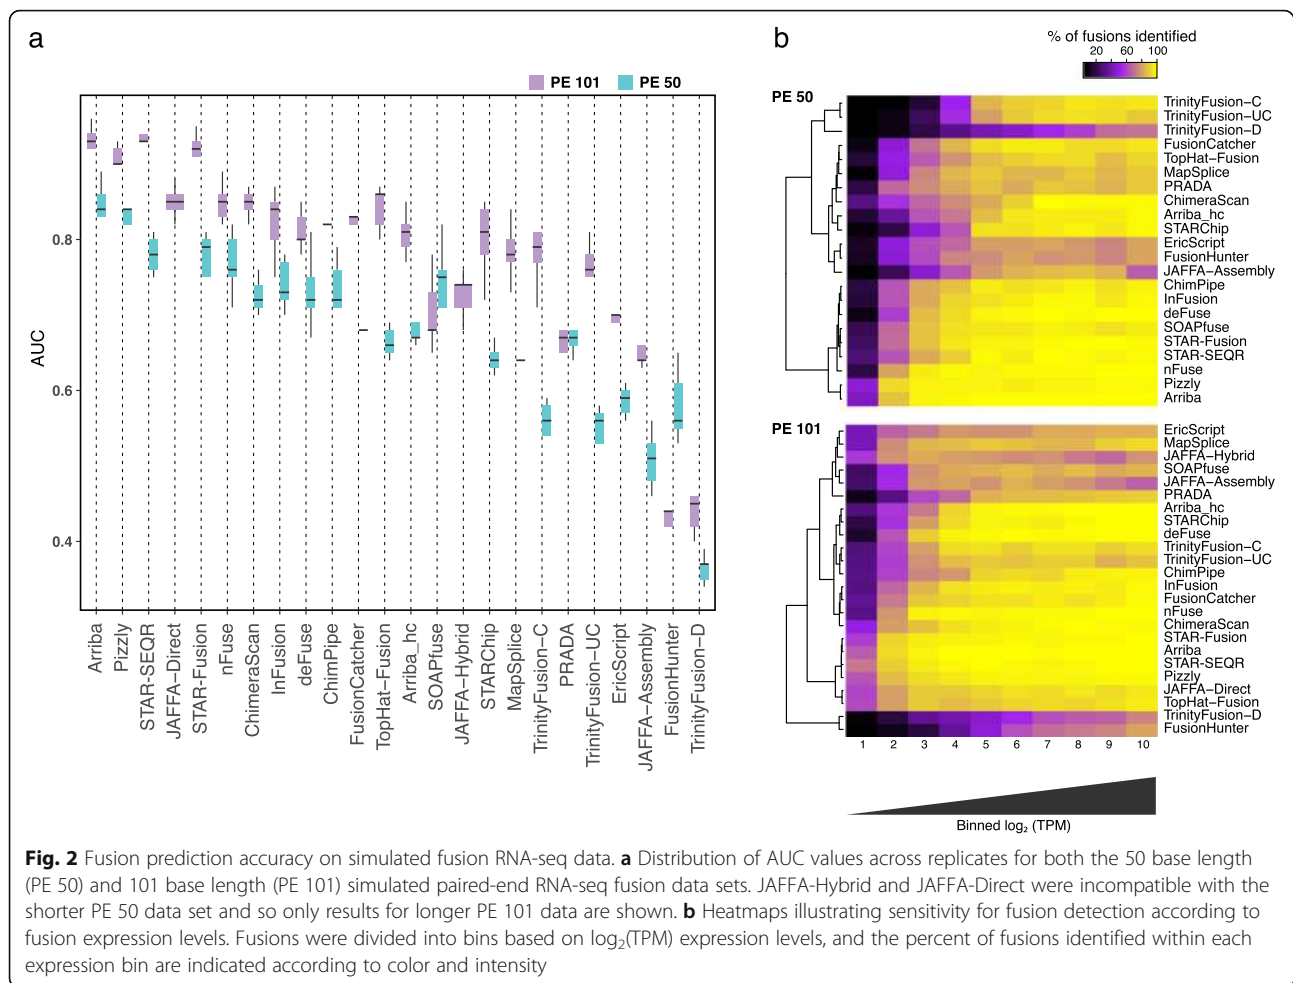 a
PE 101
PE 50
AUC
0.8
0.6
0.4
Arriba
Pizzly
STAR-SEQR
JAFFA-Direct
STAR-Fusion
nFuse
ChimeraScan
InFusion
deFuse
ChimPipe
FusionCatcher
TopHat-Fusion
Arriba_hc
SOAPfuse
JAFFA-Hybrid
STARChip
MapSplice
TrinityFusion-C
PRADA
TrinityFusion-UC
EricScript
JAFFA-Assembly
FusionHunter
TrinityFusion-D
b
% of fusions identified
20 60 100
PE 50
TrinityFusion-C
TrinityFusion-UC
TrinityFusion-D
FusionCatcher
TopHat-Fusion
MapSplice
PRADA
ChimeraScan
Arriba_hc
STARChip
EricScript
FusionHunter
JAFFA-Assembly
ChimPipe
InFusion
deFuse
SOAPfuse
STAR-Fusion
STAR-SEQR
nFuse
Pizzly
Arriba
PE 101
EricScript
MapSplice
JAFFA-Hybrid
SOAPfuse
JAFFA-Assembly
PRADA
Arriba_hc
STARChip
deFuse
TrinityFusion-C
TrinityFusion-UC
ChimPipe
InFusion
FusionCatcher
nFuse
ChimeraScan
STAR-Fusion
Arriba
STAR-SEQR
Pizzly
JAFFA-Direct
TopHat-Fusion
TrinityFusion-D
FusionHunter
1 2 3 4 5 6 7 8 9 10
Binned log₂ (TPM)
Fig. 2 Fusion prediction accuracy on simulated fusion RNA-seq data. a Distribution of AUC values across replicates for both the 50 base length
(PE 50) and 101 base length (PE 101) simulated paired-end RNA-seq fusion data sets. JAFFA-Hybrid and JAFFA-Direct were incompatible with the
shorter PE 50 data set and so only results for longer PE 101 data are shown. b Heatmaps illustrating sensitivity for fusion detection according to
fusion expression levels. Fusions were divided into bins based on log₂(TPM) expression levels, and the percent of fusions identified within each
expression bin are indicated according to color and intensity